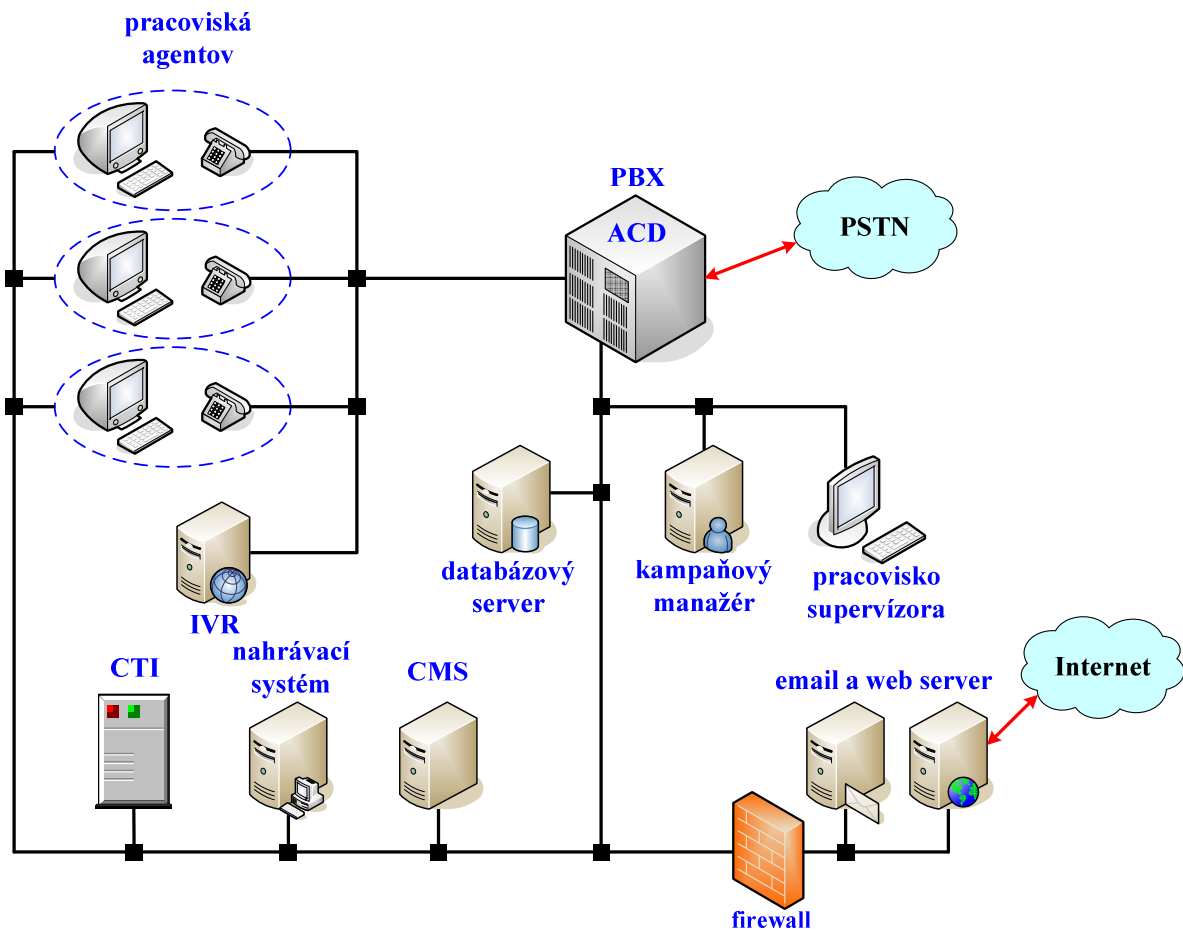 pracoviská
agentov
PBX
ACD
PSTN
databázový
server
kampaňový
manažér
pracovisko
supervízora
IVR
CTI
nahrávací
systém
CMS
email a web server
Internet
firewall